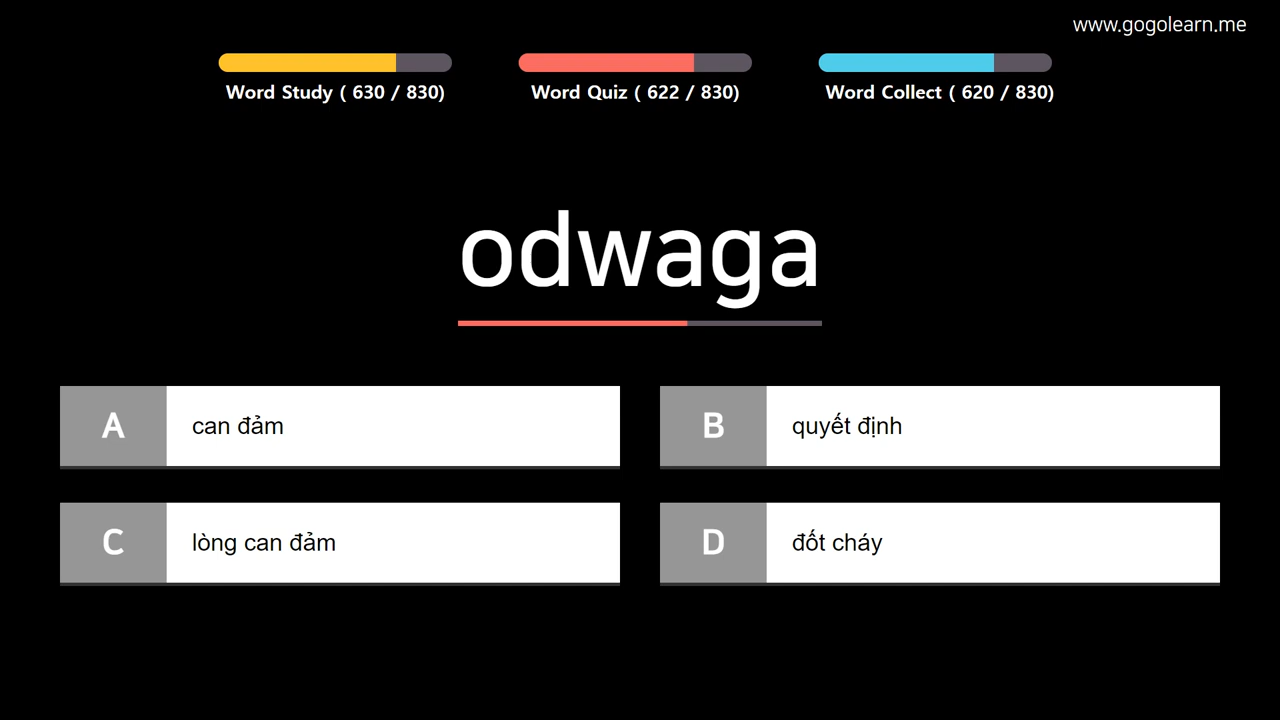 www.gogolearn.me
Word Study ( 630 / 830)
Word Quiz ( 622 / 830)
Word Collect ( 620 / 830)
odwaga
A can đảm
B quyết định
C lòng can đảm
D đốt cháy